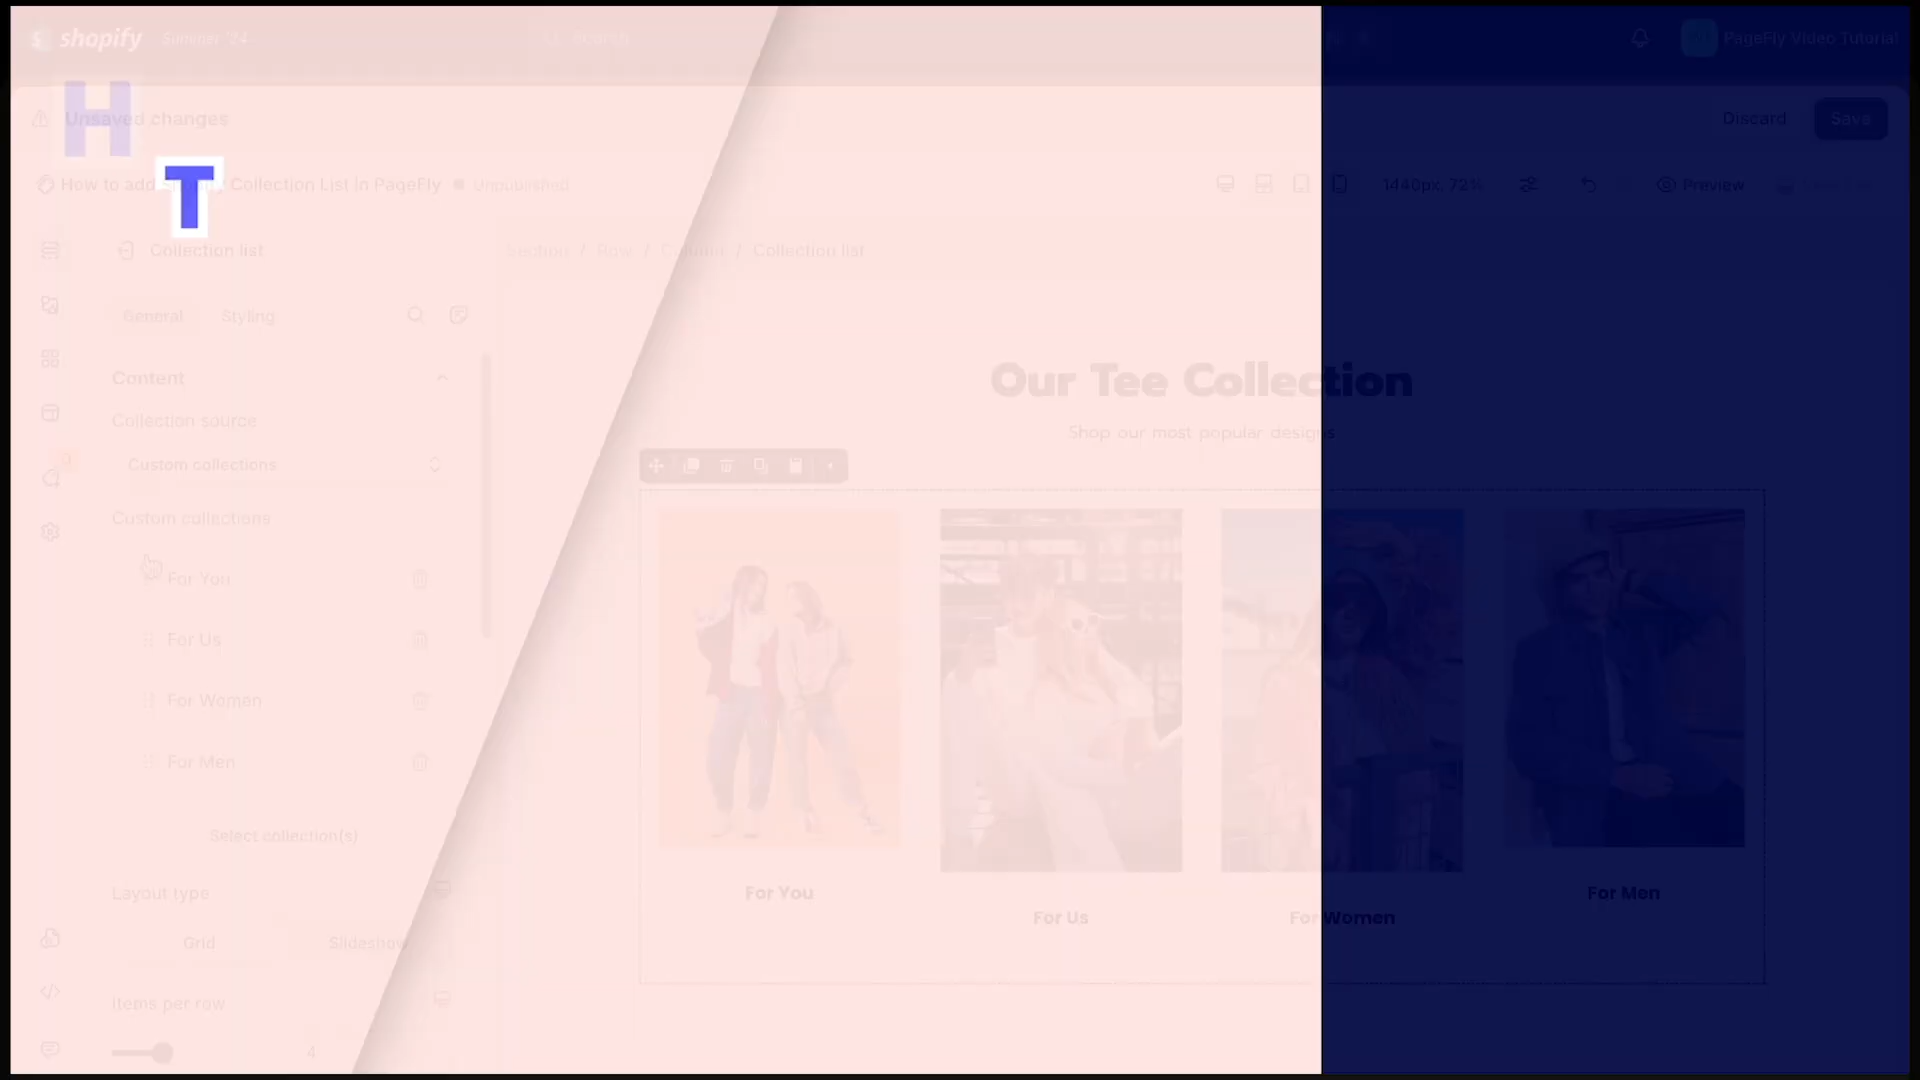 shopify Summer '24 Search PageFly Video Tutorial
H
Unsaved changes Discard Save
T
How to add Shopify Collection List in PageFly Unpublished 1440px, 72% Preview
Collection list Section / Row / Column / Collection list
General Styling
Content
Our Tee Collection
Collection source
Shop our most popular designs
Custom collections
Custom collections
For You
For Us
For Women
For Men
Select collection(s)
Layout type
For You For Men
For Us For Women
Grid Slideshow
Items per row
4